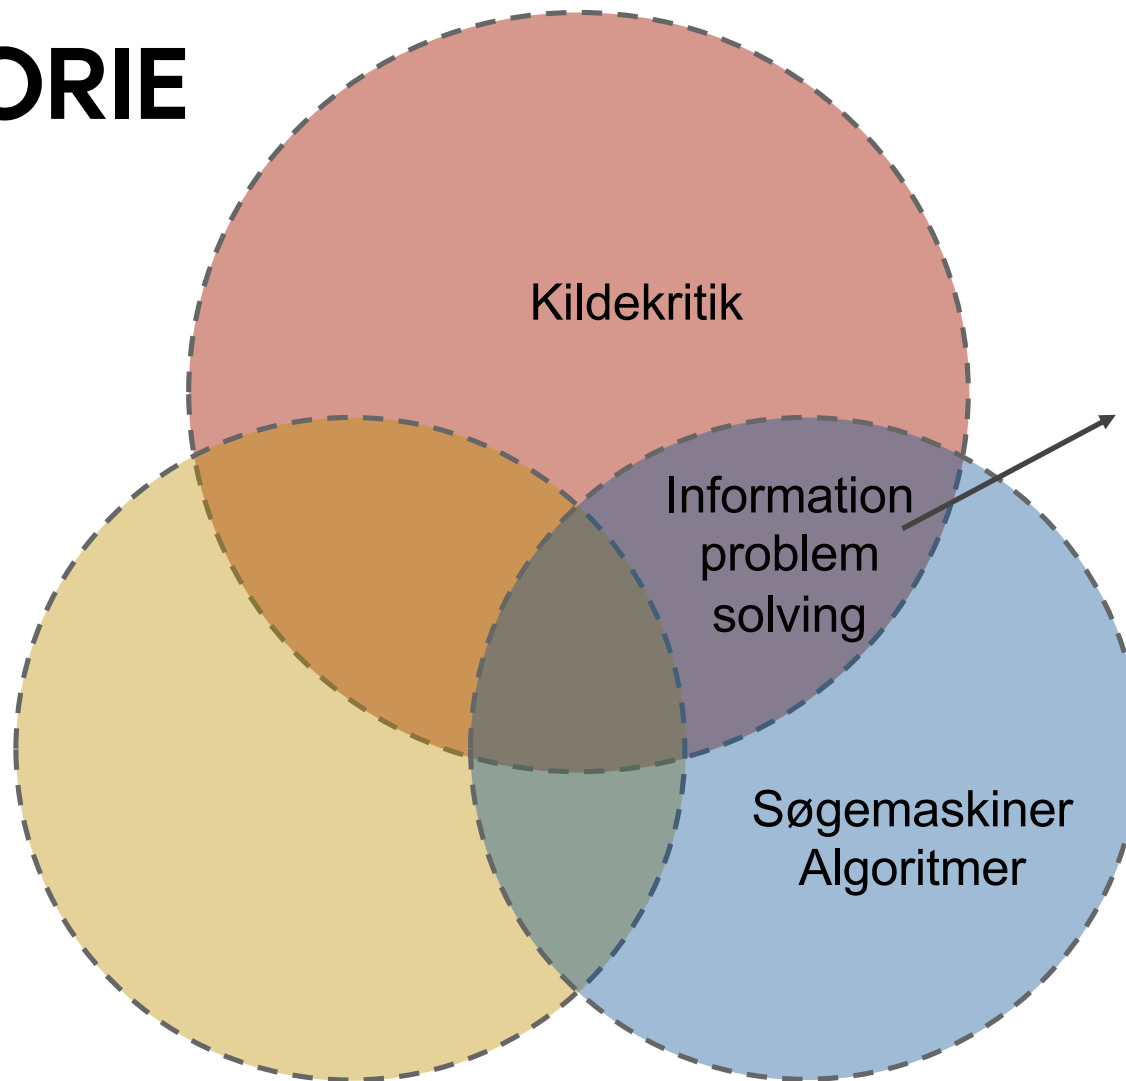 ORIE
Kildekritik
Information
problem
solving
Søgemaskiner
Algoritmer